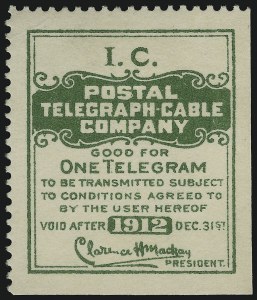 I.C.
POSTAL
TELEGRAPH-CABLE
COMPANY
GOOD FOR
ONE TELEGRAM
TO BE TRANSMITTED SUBJECT
TO CONDITIONS AGREED TO
BY THE USER HEREOF
VOID AFTER 1912 DEC. 31ST
Clarence H Mackay
PRESIDENT.